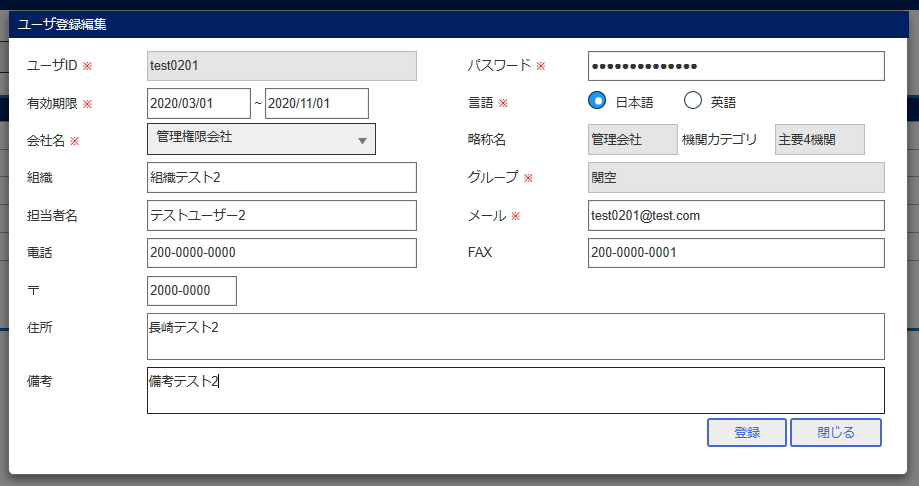 ユーザ登録編集
ユーザID ※ test0201 パスワード ※ ●●●●●●●●●●●●●●
有効期限 ※ 2020/03/01 ~ 2020/11/01 言語 ※ 日本語 英語
会社名 ※ 管理権限会社 略称名 管理会社 機関カテゴリ 主要4機関
組織 組織テスト2 グループ ※ 関空
担当者名 テストユーザー2 メール ※ test0201@test.com
電話 200-0000-0000 FAX 200-0000-0001
〒 2000-0000
住所 長崎テスト2
備考 備考テスト2
登録 閉じる